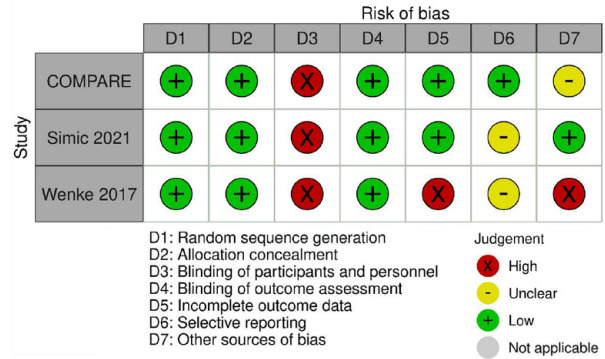 Risk of bias
D1 D2 D3 D4 D5 D6 D7
Study
COMPARE + + X + + + -
Simic 2021 + + X + + - +
Wenke 2017 + + X + X - X
D1: Random sequence generation
D2: Allocation concealment
D3: Blinding of participants and personnel
D4: Blinding of outcome assessment
D5: Incomplete outcome data
D6: Selective reporting
D7: Other sources of bias
Judgement
X High
- Unclear
+ Low
Not applicable